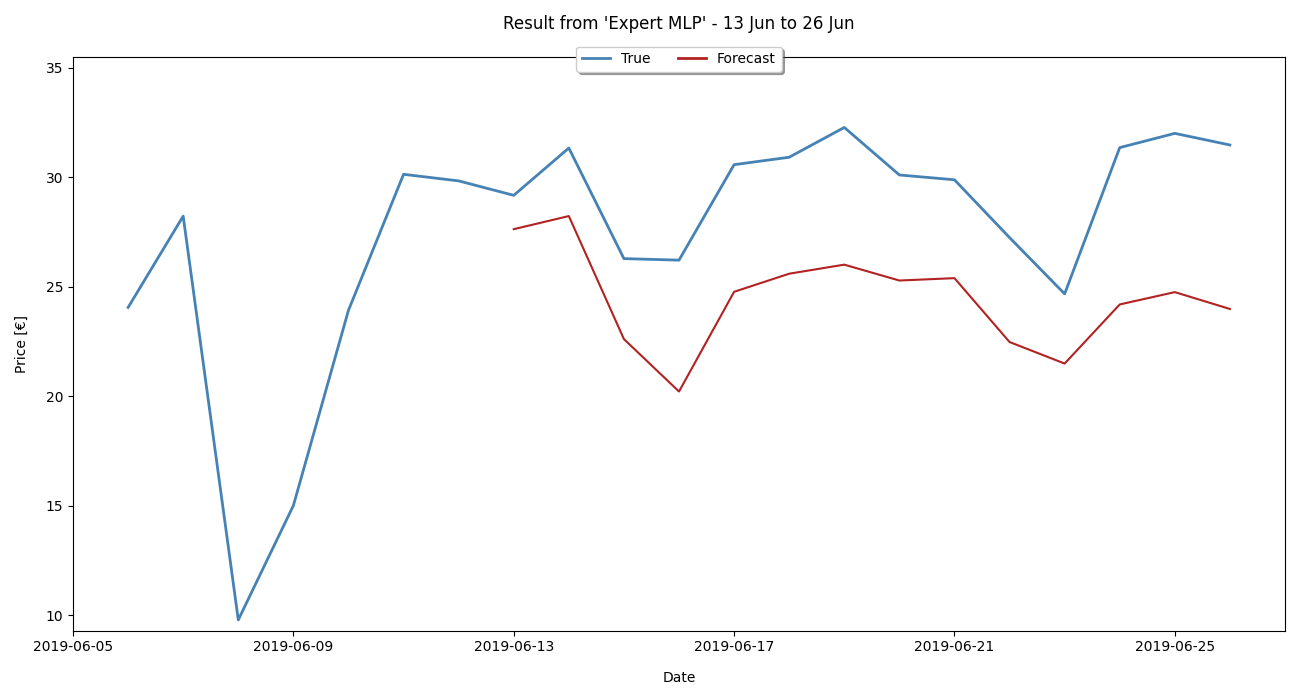 Result from 'Expert MLP' - 13 Jun to 26 Jun
True Forecast
35
30
25
20
15
10
Price [€]
2019-06-05 2019-06-09 2019-06-13 2019-06-17 2019-06-21 2019-06-25
Date